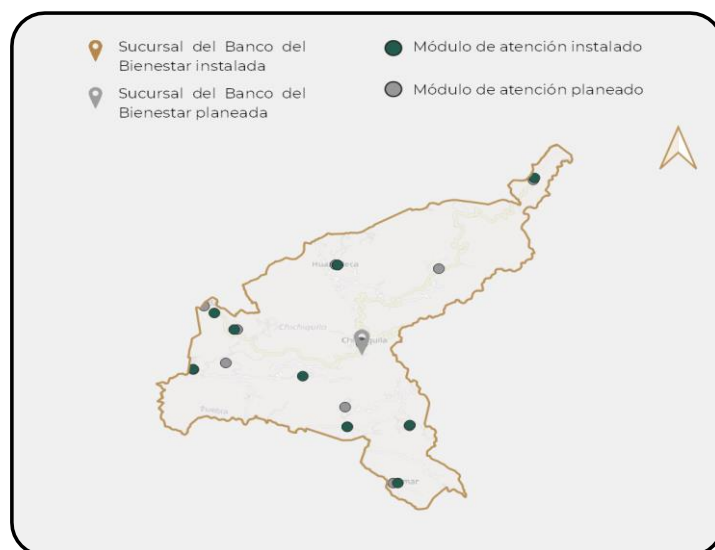 Sucursal del Banco del
Bienestar instalada
Módulo de atención instalado
Sucursal del Banco del
Bienestar planeada
Módulo de atención planeado
Chichiquila